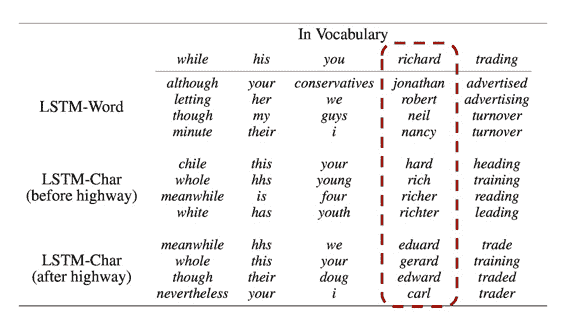 In Vocabulary
while his you richard trading
although your conservatives jonathan advertised
letting her we robert advertising
LSTM-Word
though my guys neil turnover
minute their i nancy turnover
chile this your hard heading
LSTM-Char
whole hhs young rich training
(before highway)
meanwhile is four richer reading
white has youth richter leading
meanwhile hhs we eduard trade
LSTM-Char
whole this your gerard training
(after highway)
though their doug edward traded
nevertheless your i carl trader